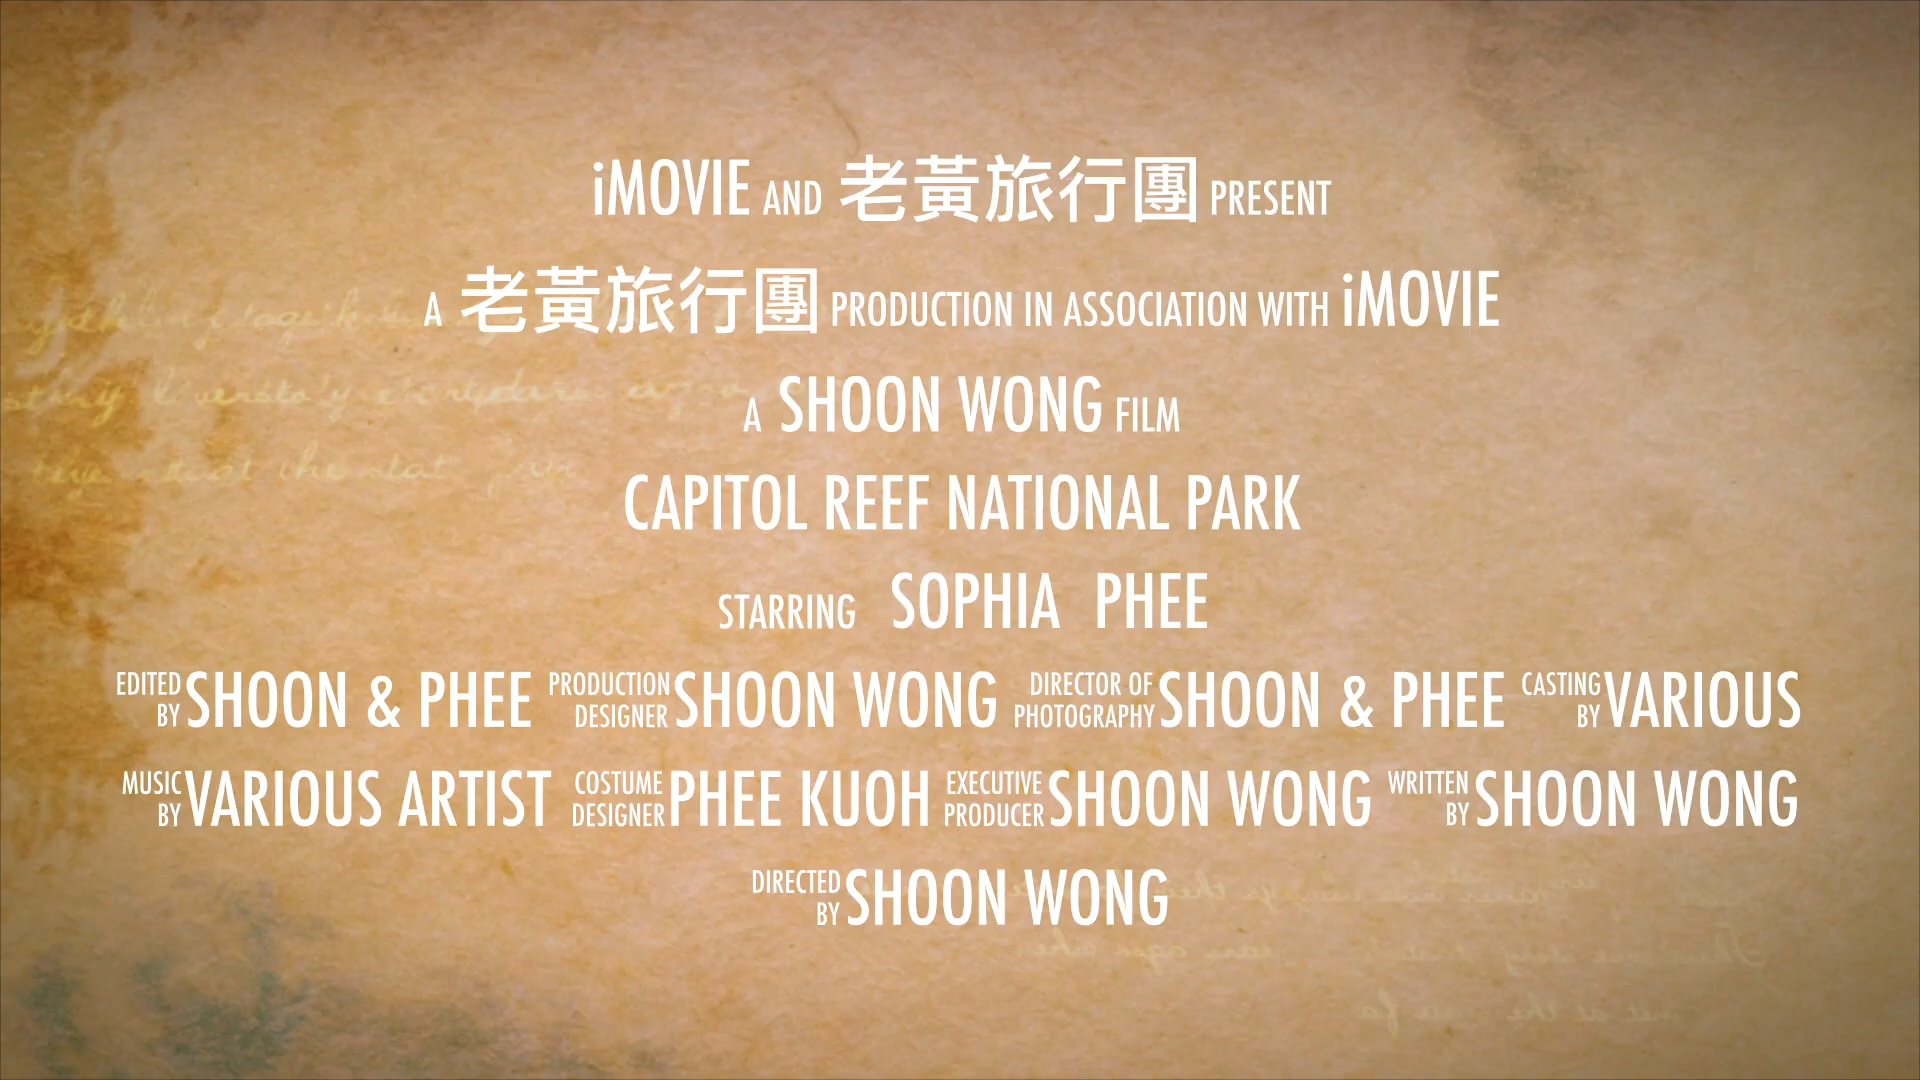 iMOVIE AND 老黃旅行團 PRESENT
A 老黃旅行團 PRODUCTION IN ASSOCIATION WITH iMOVIE
A SHOON WONG FILM
CAPITOL REEF NATIONAL PARK
STARRING SOPHIA PHEE
EDITED BY SHOON & PHEE PRODUCTION DESIGNER SHOON WONG DIRECTOR OF PHOTOGRAPHY SHOON & PHEE CASTING BY VARIOUS
MUSIC BY VARIOUS ARTIST COSTUME DESIGNER PHEE KUOH EXECUTIVE PRODUCER SHOON WONG WRITTEN BY SHOON WONG
DIRECTED BY SHOON WONG